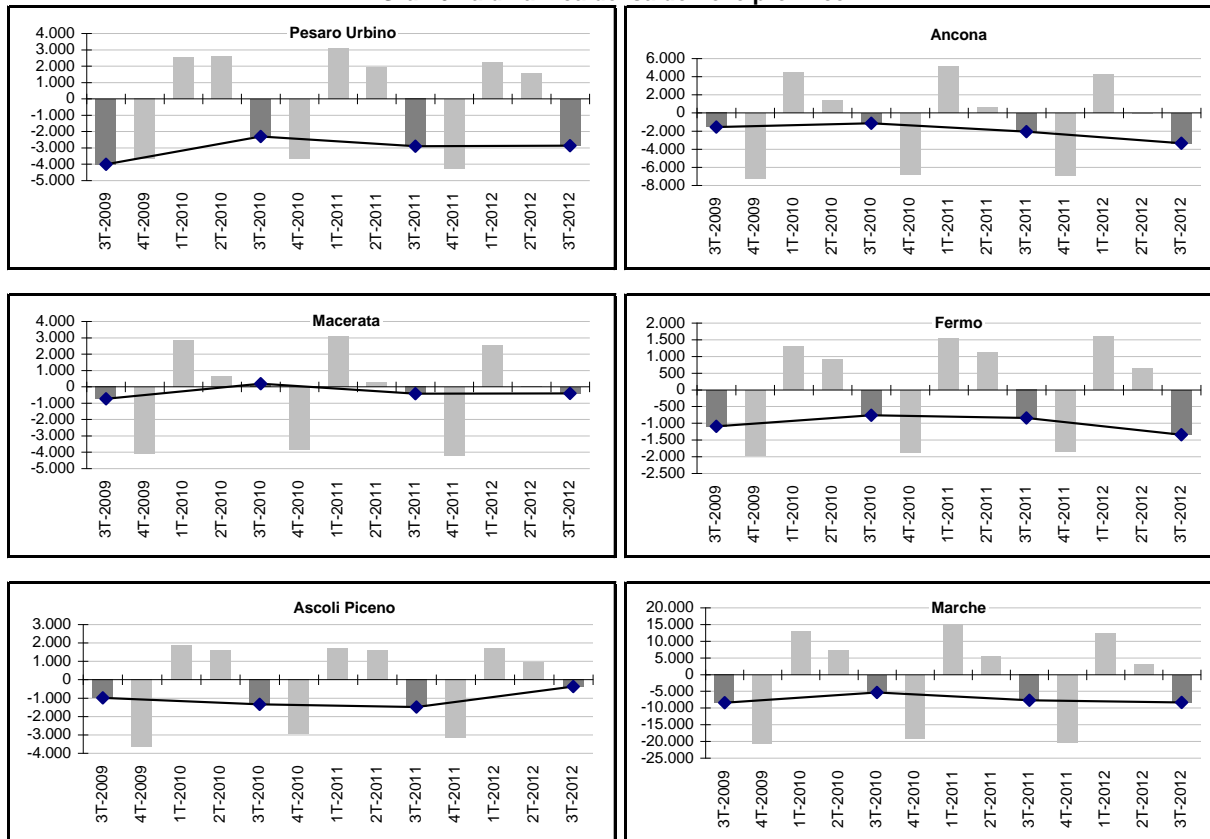 Pesaro Urbino
4.000
3.000
2.000
1.000
0
-1.000
-2.000
-3.000
-4.000
-5.000
3T-2009
4T-2009
1T-2010
2T-2010
3T-2010
4T-2010
1T-2011
2T-2011
3T-2011
4T-2011
1T-2012
2T-2012
3T-2012
Ancona
6.000
4.000
2.000
0
-2.000
-4.000
-6.000
-8.000
3T-2009
4T-2009
1T-2010
2T-2010
3T-2010
4T-2010
1T-2011
2T-2011
3T-2011
4T-2011
1T-2012
2T-2012
3T-2012
Macerata
4.000
3.000
2.000
1.000
0
-1.000
-2.000
-3.000
-4.000
-5.000
3T-2009
4T-2009
1T-2010
2T-2010
3T-2010
4T-2010
1T-2011
2T-2011
3T-2011
4T-2011
1T-2012
2T-2012
3T-2012
Fermo
2.000
1.500
1.000
500
0
-500
-1.000
-1.500
-2.000
-2.500
3T-2009
4T-2009
1T-2010
2T-2010
3T-2010
4T-2010
1T-2011
2T-2011
3T-2011
4T-2011
1T-2012
2T-2012
3T-2012
Ascoli Piceno
3.000
2.000
1.000
0
-1.000
-2.000
-3.000
-4.000
3T-2009
4T-2009
1T-2010
2T-2010
3T-2010
4T-2010
1T-2011
2T-2011
3T-2011
4T-2011
1T-2012
2T-2012
3T-2012
Marche
20.000
15.000
10.000
5.000
0
-5.000
-10.000
-15.000
-20.000
-25.000
3T-2009
4T-2009
1T-2010
2T-2010
3T-2010
4T-2010
1T-2011
2T-2011
3T-2011
4T-2011
1T-2012
2T-2012
3T-2012